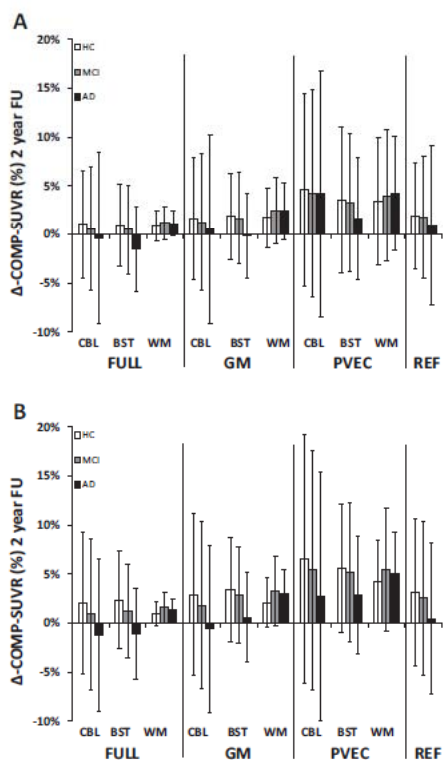 A
20%
HC
MCI
AD
15%
10%
5%
0%
-5%
-10%
Δ-COMP-SUVR (%) 2 year FU
CBL BST WM CBL BST WM CBL BST WM
FULL GM PVEC REF
B
20%
HC
MCI
AD
15%
10%
5%
0%
5%
-10%
Δ-COMP-SUVR (%) 2 year FU
CBL BST WM CBL BST WM CBL BST WM
FULL GM PVEC REF